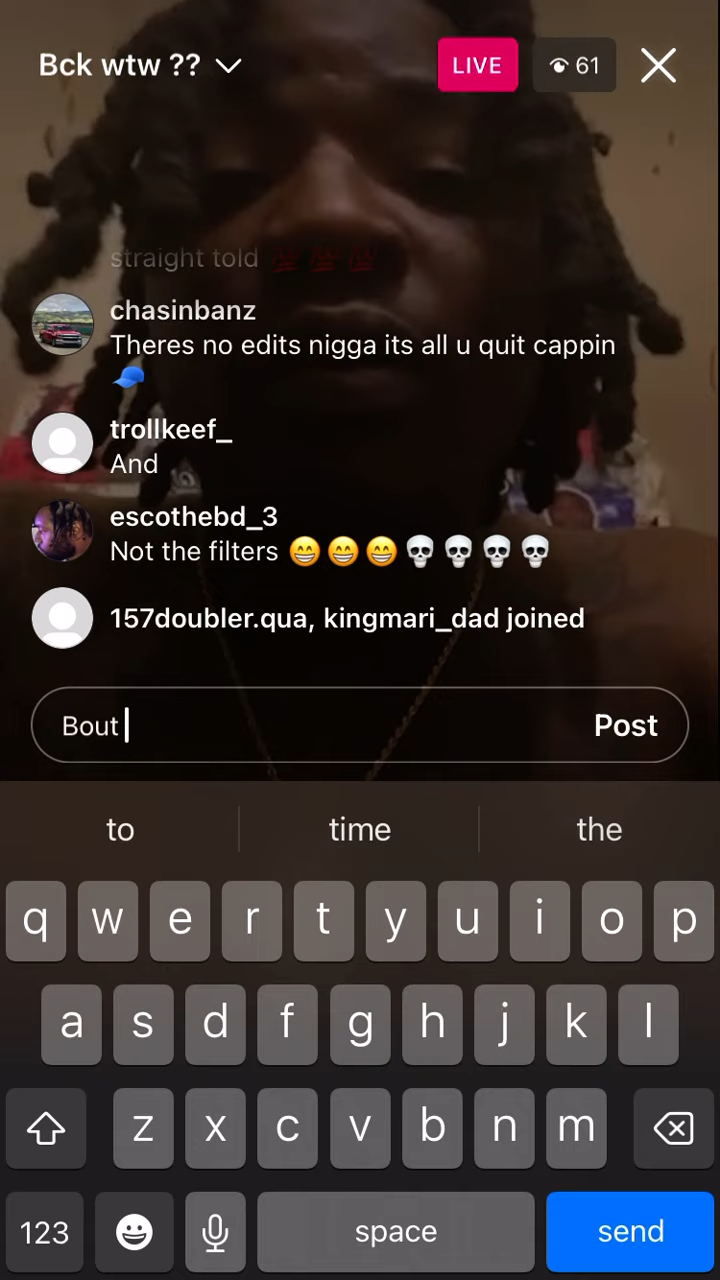 Bck wtw ??
LIVE
61
straight told 💯 💯 💯
chasinbanz
Theres no edits nigga its all u quit cappin
🧢
trollkeef_
And
escothebd_3
Not the filters 😁😁😁💀💀💀💀
157doubler.qua, kingmari_dad joined
Bout
Post
to time the
q w e r t y u i o p
a s d f g h j k l
z x c v b n m
123 space send